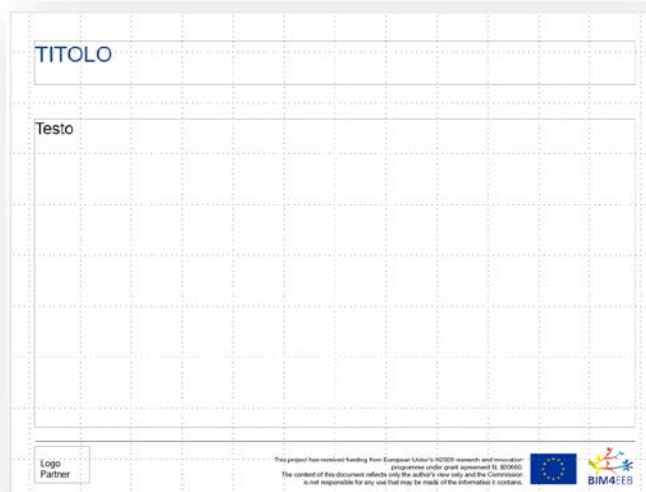 TITOLO
Testo
Logo
Partner
This project has received funding from European Union's H2020 research and innovation
programme under grant agreement N. 820660.
The content of this document reflects only the author's view only and the Commission
is not responsible for any use that may be made of the information it contains.
BIM4EEB